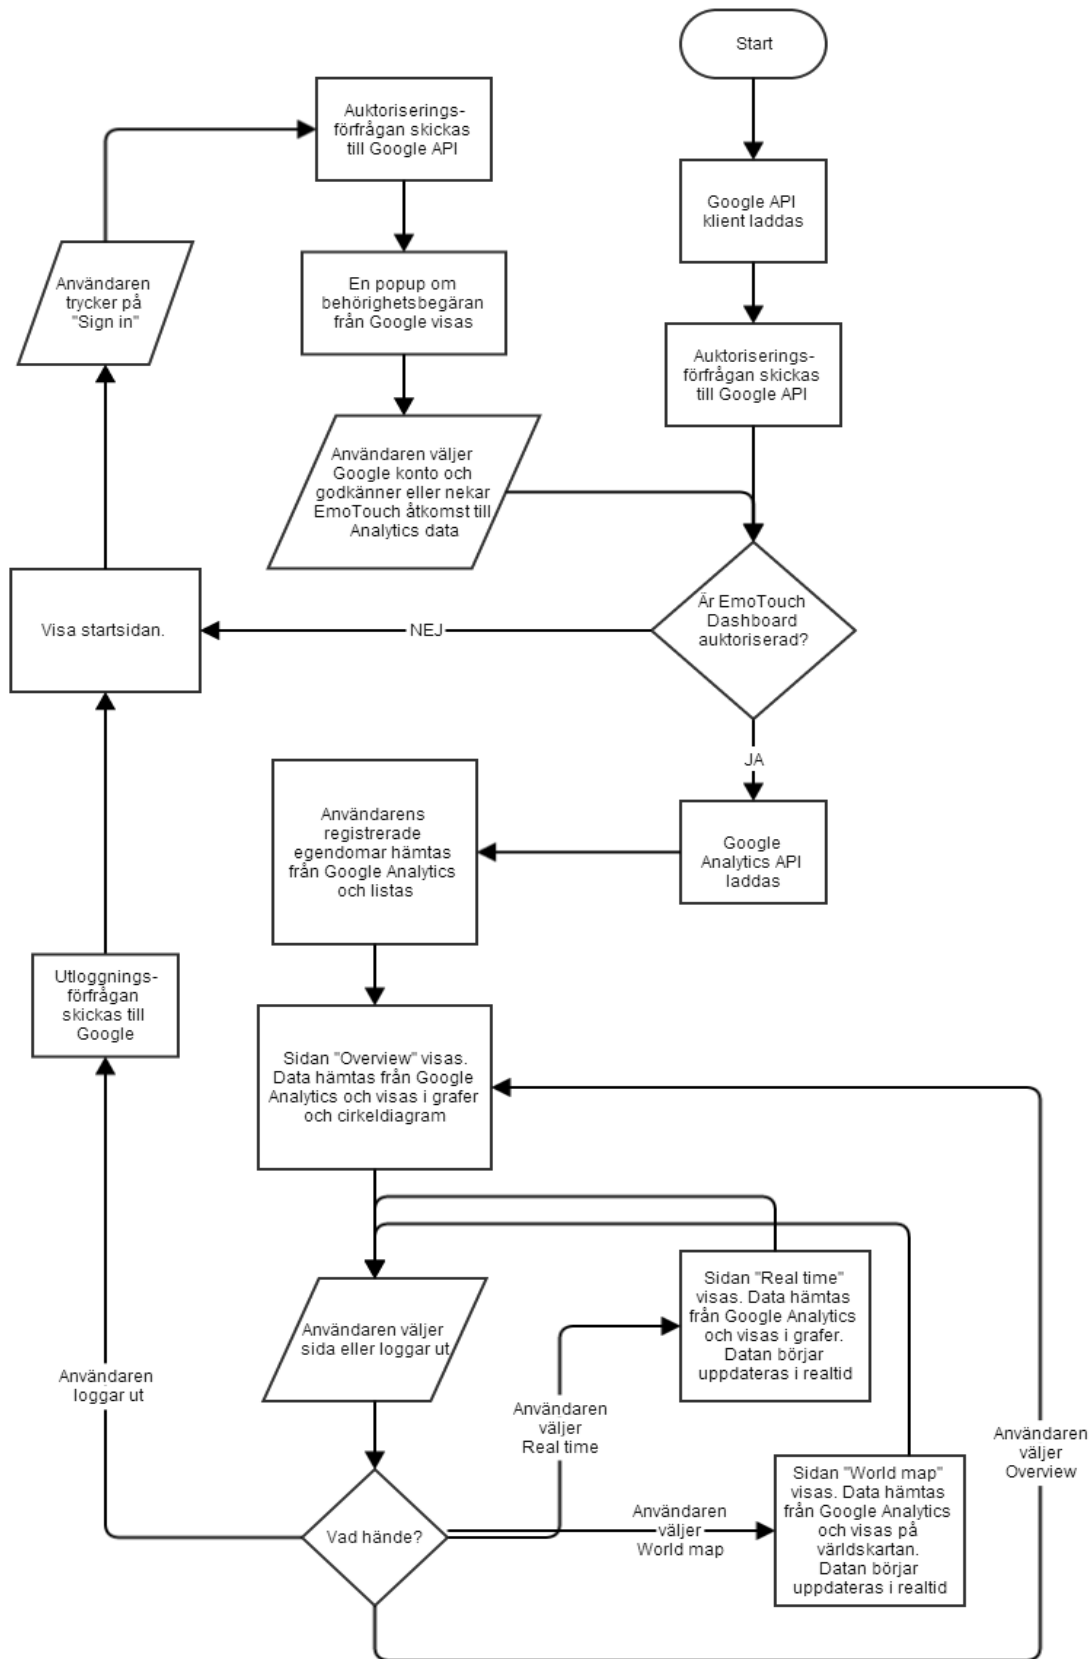 Start
Google API
klient laddas
Auktoriserings-
förfrågan skickas
till Google API
Är EmoTouch
Dashboard
auktoriserad?
NEJ
Visa startsidan.
Användaren
trycker på
"Sign in"
Auktoriserings-
förfrågan skickas
till Google API
En popup om
behörighetsbegäran
från Google visas
Användaren väljer
Google konto och
godkänner eller nekar
EmoTouch åtkomst till
Analytics data
JA
Google
Analytics API
laddas
Användarens
registrerade
egendomar hämtas
från Google Analytics
och listas
Sidan "Overview" visas.
Data hämtas från Google
Analytics och visas i grafer
och cirkeldiagram
Användaren väljer
sida eller loggar ut
Vad hände?
Användaren
loggar ut
Utloggnings-
förfrågan
skickas till
Google
Användaren
väljer
Real time
Sidan "Real time"
visas. Data hämtas
från Google Analytics
och visas i grafer.
Datan börjar
uppdateras i realtid
Användaren
väljer
World map
Sidan "World map"
visas. Data hämtas
från Google Analytics
och visas på
världskartan.
Datan börjar
uppdateras i realtid
Användaren
väljer
Overview